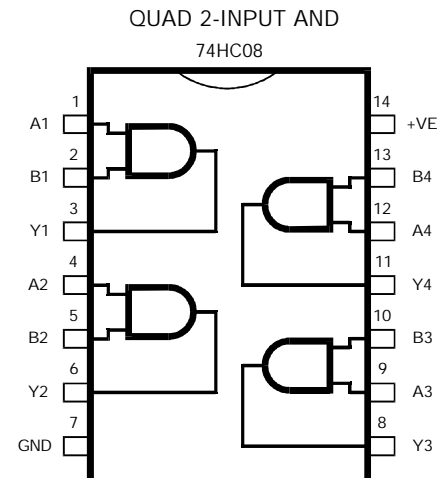 QUAD 2-INPUT AND
74HC08
1 14
A1 +VE
2 13
B1 B4
3 12
Y1 A4
4 11
A2 Y4
5 10
B2 B3
6 9
Y2 A3
7 8
GND Y3